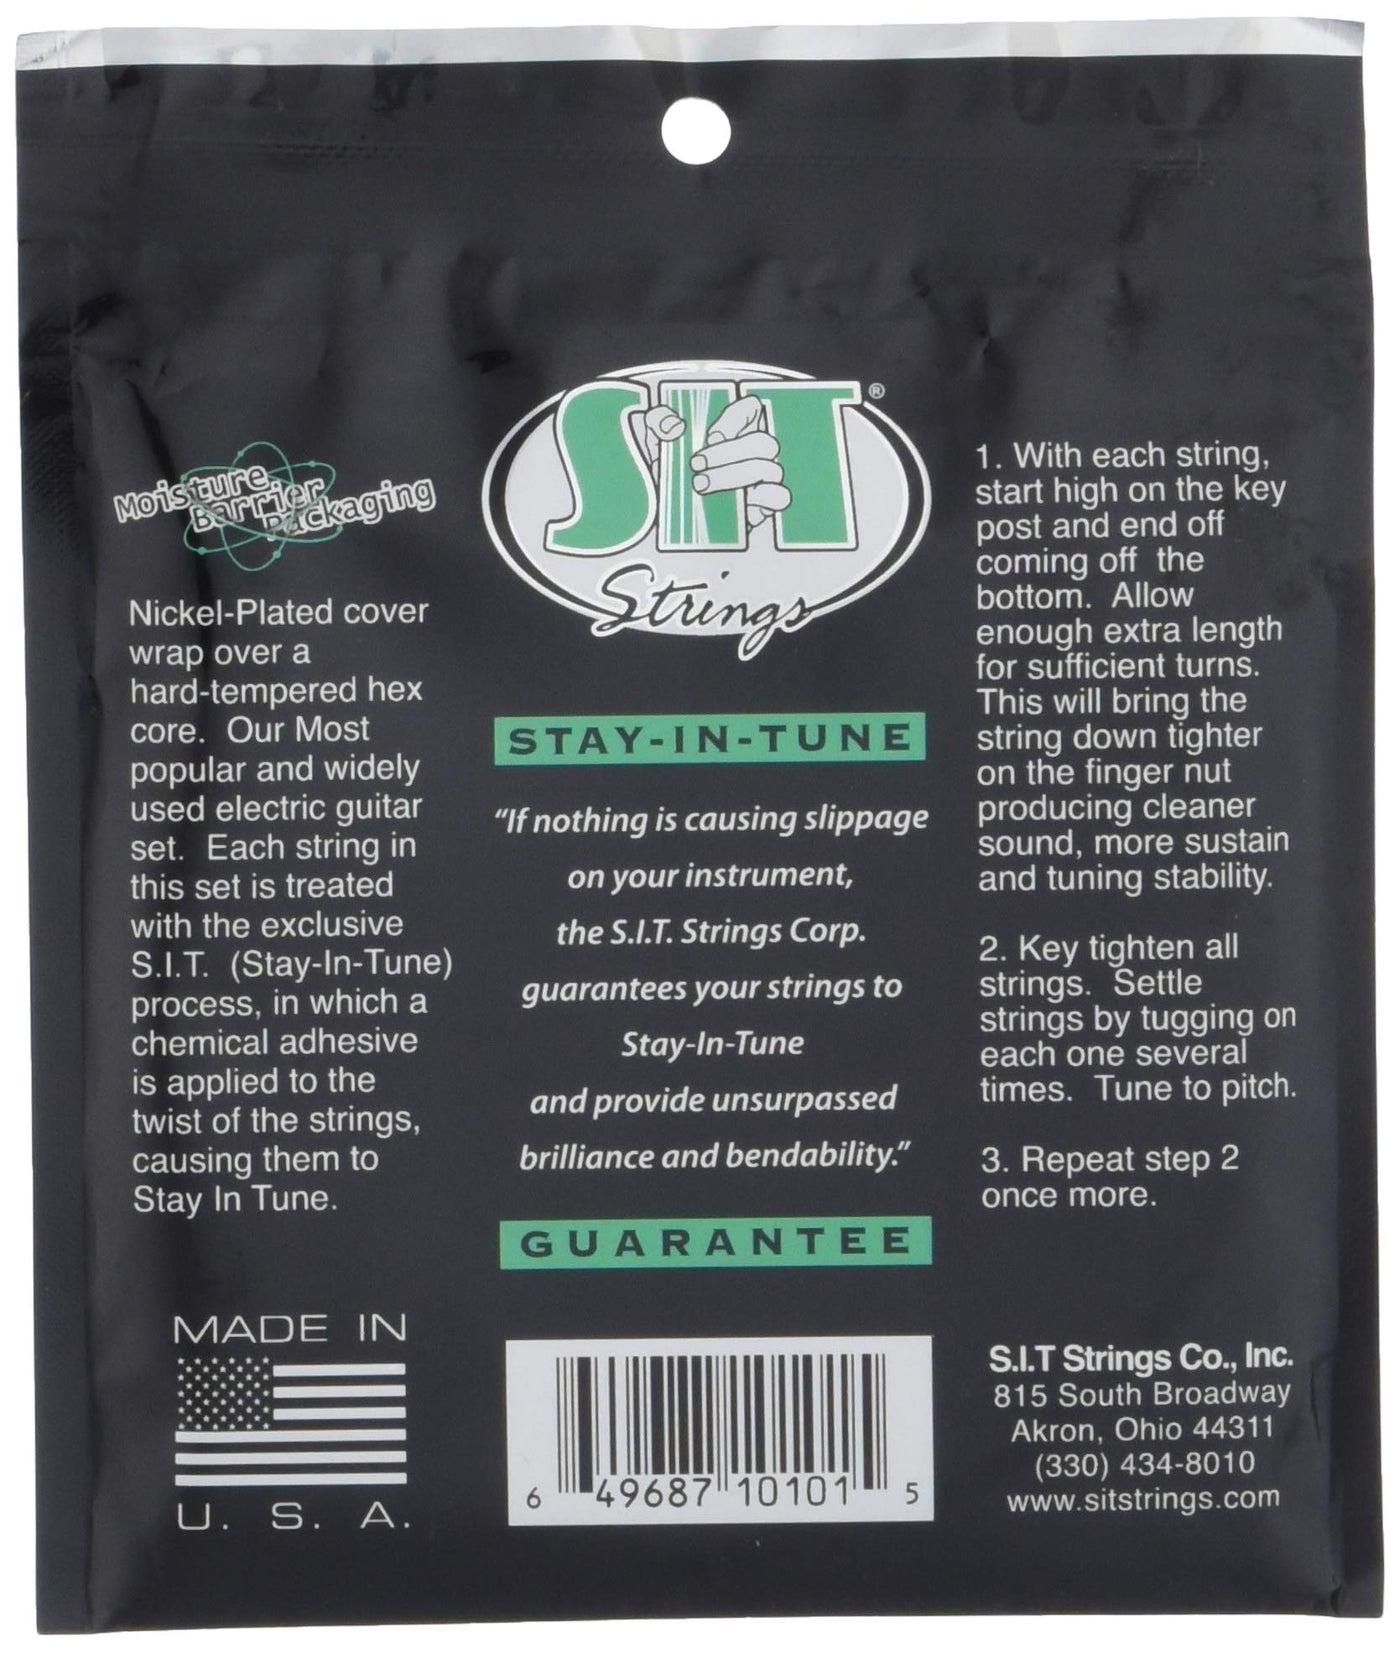 Moisture
Barrier
Packaging
Nickel-Plated cover
wrap over a
hard-tempered hex
core. Our Most
popular and widely
used electric guitar
set. Each string in
this set is treated
with the exclusive
S.I.T. (Stay-In-Tune)
process, in which a
chemical adhesive
is applied to the
twist of the strings,
causing them to
Stay In Tune.
MADE IN
U. S. A.
SIT®
Strings
STAY-IN-TUNE
“If nothing is causing slippage
on your instrument,
the S.I.T. Strings Corp.
guarantees your strings to
Stay-In-Tune
and provide unsurpassed
brilliance and bendability.”
GUARANTEE
6 49687 10101 5
1. With each string,
start high on the key
post and end off
coming off the
bottom. Allow
enough extra length
for sufficient turns.
This will bring the
string down tighter
on the finger nut
producing cleaner
sound, more sustain
and tuning stability.
2. Key tighten all
strings. Settle
strings by tugging on
each one several
times. Tune to pitch.
3. Repeat step 2
once more.
S.I.T Strings Co., Inc.
815 South Broadway
Akron, Ohio 44311
(330) 434-8010
www.sitstrings.com